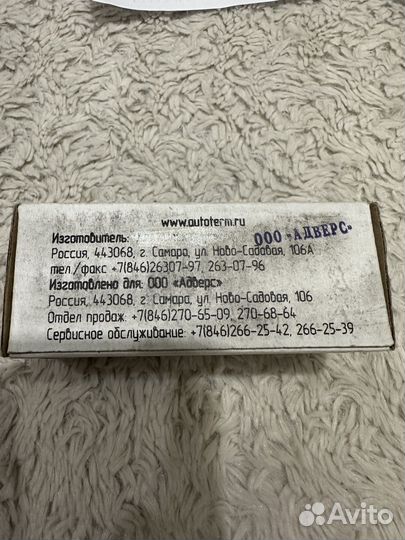 www.autoterm.ru
Изготовитель:
ООО «АДВЕРС»
Россия, 443068, г. Самара, ул. Ново-Садовая, 106А
тел./факс +7(846)26307-97, 263-07-96
Изготовлено для: ООО «Адверс»
Россия, 443068, г. Самара, ул. Ново-Садовая, 106
Отдел продаж: +7(846)270-65-09, 270-68-64
Сервисное обслуживание: +7(846)266-25-42, 266-25-39
Avito